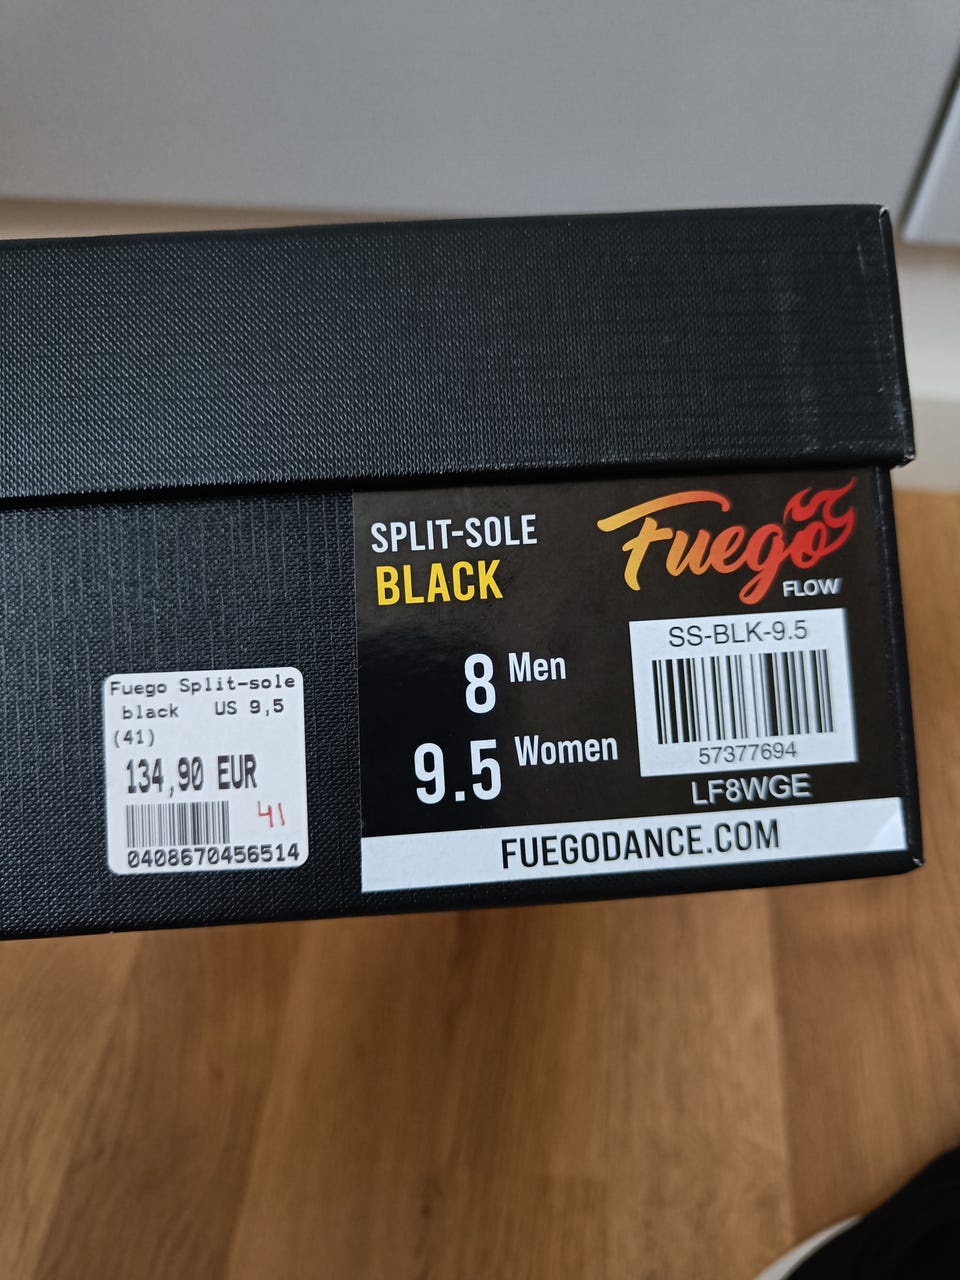 SPLIT-SOLE
BLACK
Fuego
FLOW
8 Men
9.5 Women
SS-BLK-9.5
57377694
LF8WGE
FUEGODANCE.COM
Fuego Split-sole
black US 9,5
(41)
134,90 EUR
41
0408670456514